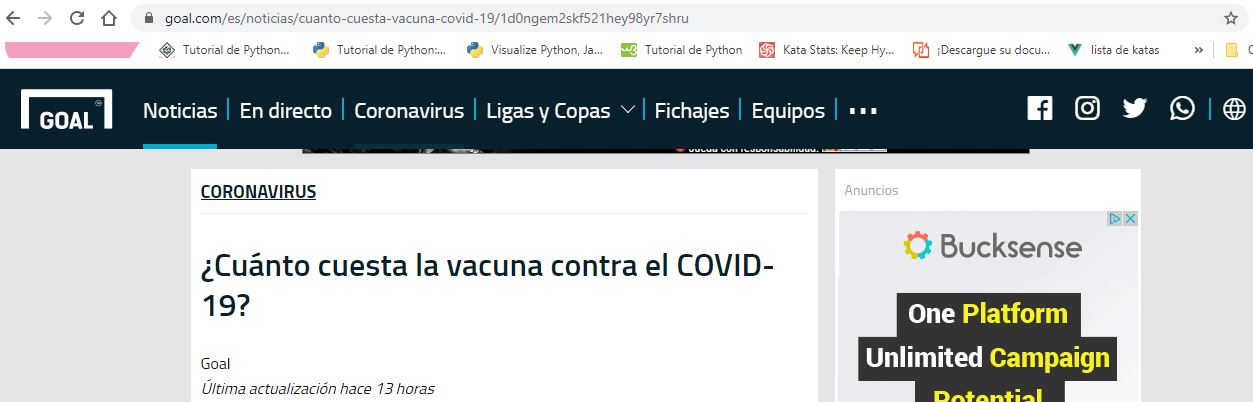 goal.com/es/noticias/cuanto-cuesta-vacuna-covid-19/1d0ngem2skf521hey98yr7shru
Tutorial de Python... Tutorial de Python:... Visualize Python, Ja... Tutorial de Python Kata Stats: Keep Hy... ¡Descargue su docu... lista de katas »
GOAL Noticias En directo Coronavirus Ligas y Copas Fichajes Equipos ...
CORONAVIRUS
¿Cuánto cuesta la vacuna contra el COVID-
19?
Goal
Última actualización hace 13 horas
Anuncios
Bucksense
One Platform
Unlimited Campaign
Potential